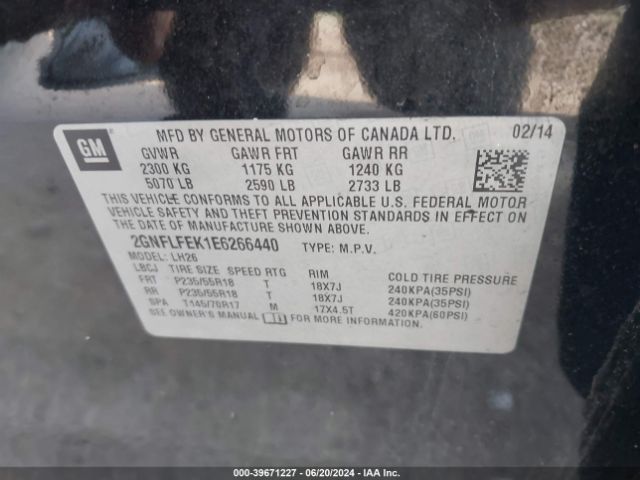 GM
MFD BY GENERAL MOTORS OF CANADA LTD. 02/14
GVWR GAWR FRT GAWR RR
2300 KG 1175 KG 1240 KG
5070 LB 2590 LB 2733 LB
THIS VEHICLE CONFORMS TO ALL APPLICABLE U.S. FEDERAL MOTOR
VEHICLE SAFETY AND THEFT PREVENTION STANDARDS IN EFFECT ON
THE DATE OF MANUFACTURE SHOWN ABOVE.
2GNFLFEK1E6266440 TYPE: M.P.V.
MODEL: LH26
LBCJ TIRE SIZE SPEED RTG RIM COLD TIRE PRESSURE
FRT P235/55R18 T 18X7J 240KPA(35PSI)
RR P235/55R18 T 18X7J 240KPA(35PSI)
SPA T145/70R17 M 17X4.5T 420KPA(60PSI)
SEE OWNER'S MANUAL FOR MORE INFORMATION.
000-39671227 - 06/20/2024 - IAA Inc.